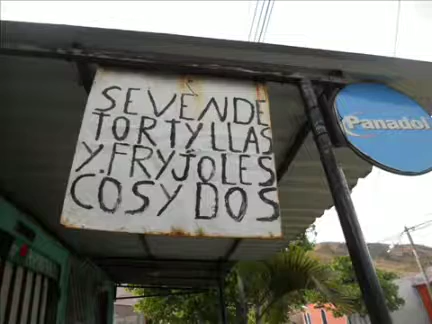 SEVENDE
TORTYLLAS
Y.FRYJOLES
COSYDOS
Panadol